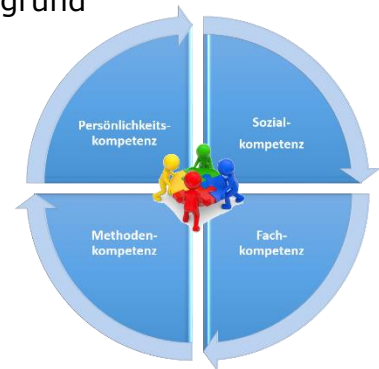 grund
Persönlichkeits-
kompetenz
Sozial-
kompetenz
Methoden-
kompetenz
Fach-
kompetenz